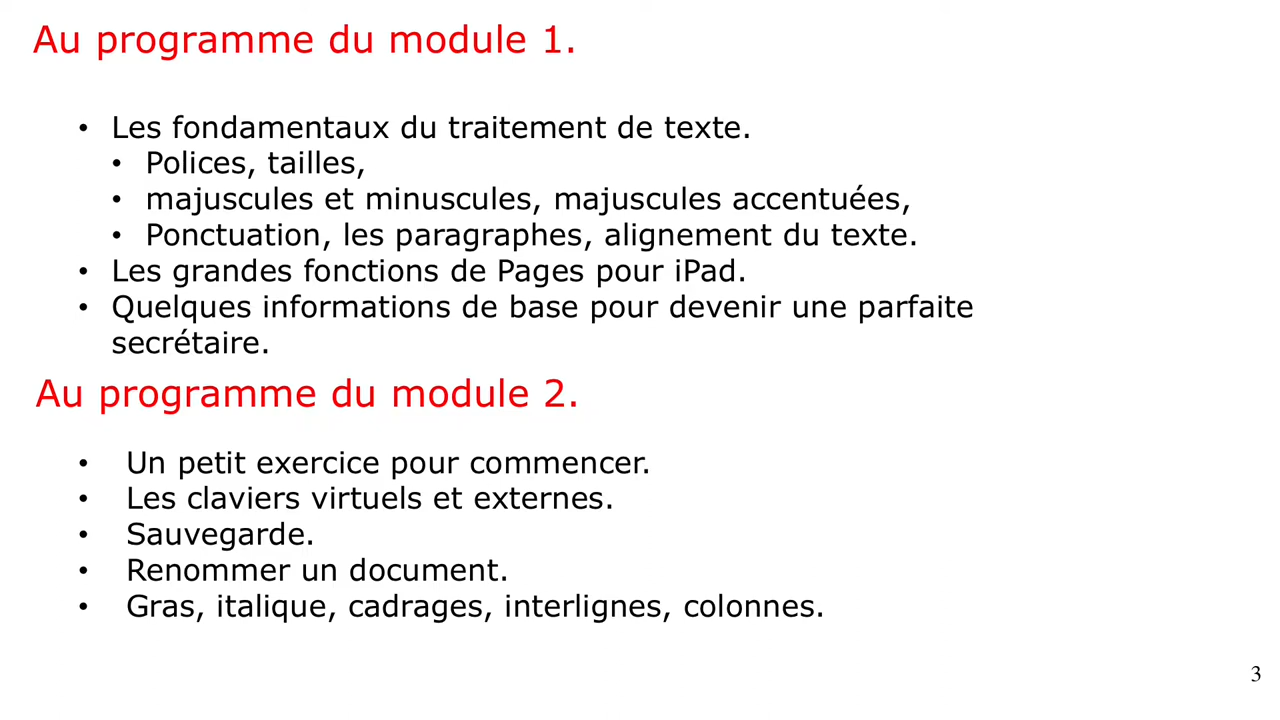 Au programme du module 1.
• Les fondamentaux du traitement de texte.
• Polices, tailles,
• majuscules et minuscules, majuscules accentuées,
• Ponctuation, les paragraphes, alignement du texte.
• Les grandes fonctions de Pages pour iPad.
• Quelques informations de base pour devenir une parfaite
secrétaire.
Au programme du module 2.
• Un petit exercice pour commencer.
• Les claviers virtuels et externes.
• Sauvegarde.
• Renommer un document.
• Gras, italique, cadrages, interlignes, colonnes.
3